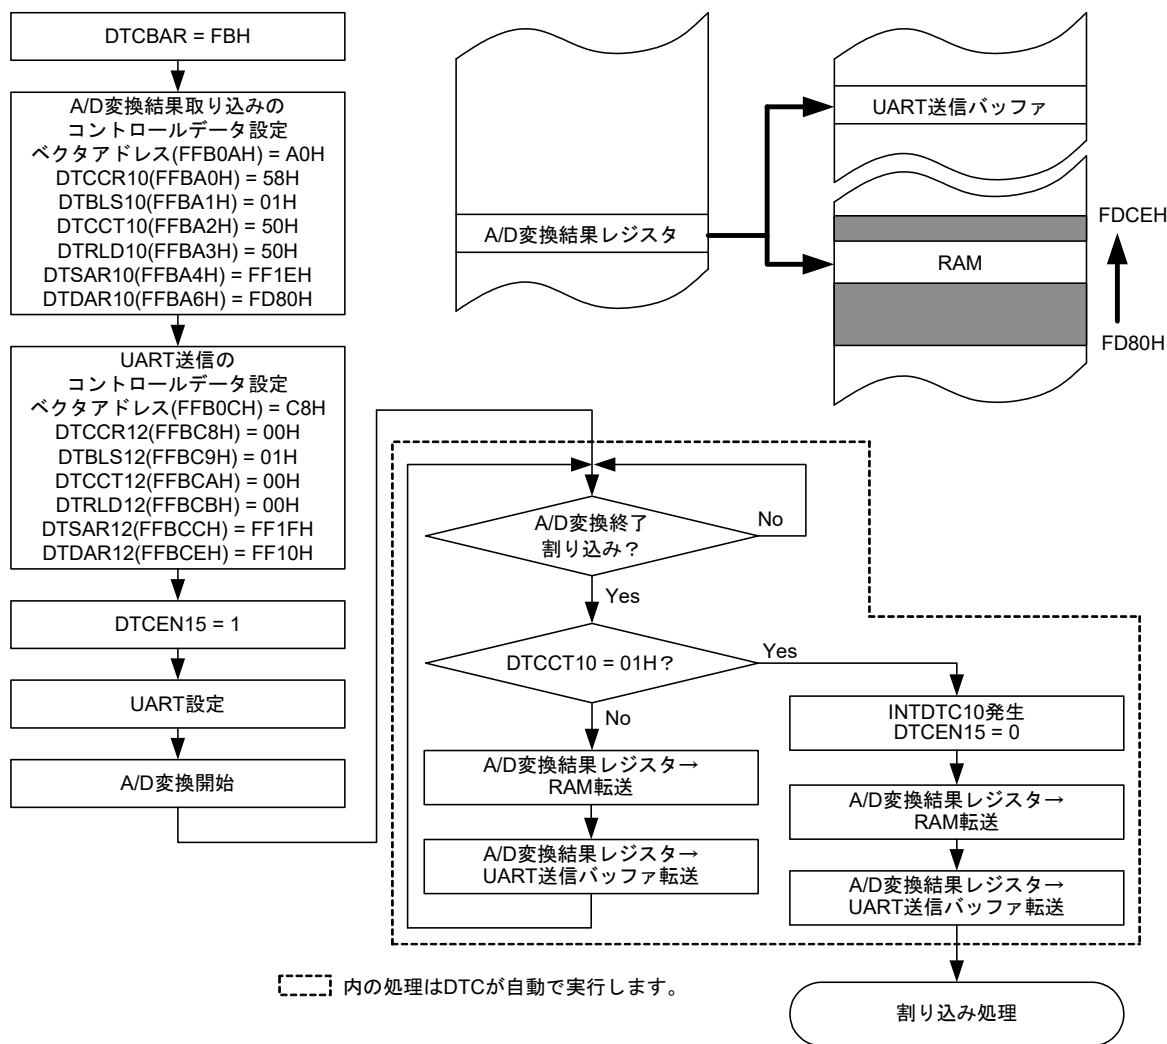 DTCBAR = FBH
A/D変換結果取り込みの
コントロールデータ設定
ベクタアドレス(FFB0AH) = A0H
DTCCR10(FFBA0H) = 58H
DTBLS10(FFBA1H) = 01H
DTCCT10(FFBA2H) = 50H
DTRLD10(FFBA3H) = 50H
DTSAR10(FFBA4H) = FF1EH
DTDAR10(FFBA6H) = FD80H
UART送信の
コントロールデータ設定
ベクタアドレス(FFB0CH) = C8H
DTCCR12(FFBC8H) = 00H
DTBLS12(FFBC9H) = 01H
DTCCT12(FFBCAH) = 00H
DTRLD12(FFBCBH) = 00H
DTSAR12(FFBCCH) = FF1FH
DTDAR12(FFBCEH) = FF10H
DTCEN15 = 1
UART設定
A/D変換開始
A/D変換結果レジスタ
UART送信バッファ
RAM
FDCEH
FD80H
A/D変換終了
割り込み？
No
Yes
DTCCT10 = 01H？
Yes
No
A/D変換結果レジスタ→
RAM転送
A/D変換結果レジスタ→
UART送信バッファ転送
INTDTC10発生
DTCEN15 = 0
A/D変換結果レジスタ→
RAM転送
A/D変換結果レジスタ→
UART送信バッファ転送
割り込み処理
内の処理はDTCが自動で実行します。